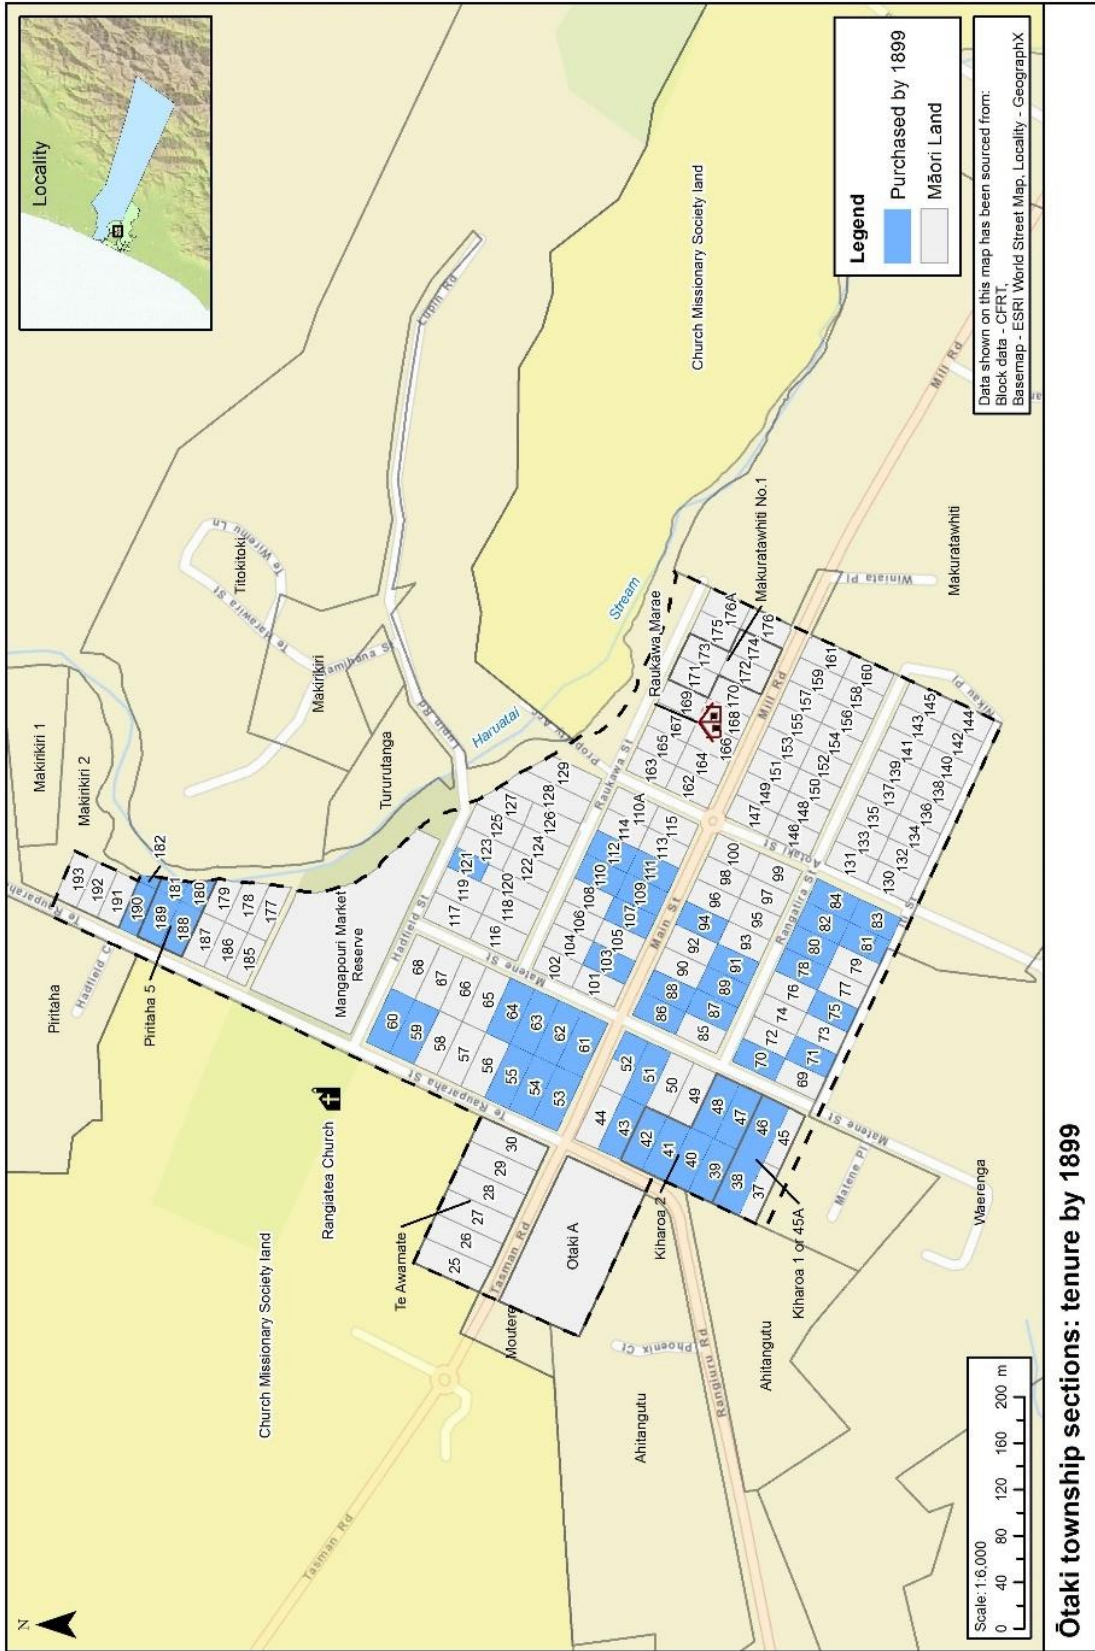 Ōtaki township sections: tenure by 1899
N
Locality
Legend
Purchased by 1899
Māori Land
Data shown on this map has been sourced from:
Block data - CFRT,
Basemap - ESRI World Street Map, Locality - GeographX
Scale: 1:6,000
0 40 80 120 160 200 m
Church Missionary Society land
Church Missionary Society land
Rangiatea Church
Te Awamate
Tasman Rd
Tasman Rd
Moutere
Otaki A
Phoenix Ct
Ahitangutu
Ahitangutu
Rangiuru Rd
Kiharoa 2
Kiharoa 1 or 45A
Waerenga
Matene Pl
Matene St
Matene St
Te Rauparaha St
Te Rauparah
Piritaha
Piritaha 5
Hadfield C
Hadfield St
Mangapouri Market
Reserve
Makirikiri 1
Makirikiri 2
Makirikiri
Tururutanga
Titokitoki
Te Wiremu Ln
Te Harawira St
Lupin Rd
Lupin Rd
Haruatai
Stream
Raukawa St
Raukawa Marae
Main St
Mill Rd
Mill Rd
Rangatira St
Aotaki St
Makuratawhiti No.1
Makuratawhiti
Winiata Pl
Nikau Pl
193
192
191
190
189
188
182
181
180
179
178
177
187
186
185
25
26
27
28
29
30
60
59
58
57
56
55
54
53
68
67
66
65
64
63
62
61
44
43
42
41
40
39
38
37
52
51
50
49
48
47
46
45
117
119
121
123
125
127
116
118
120
122
124
126
128
129
102
104
106
108
110
112
114
110A
101
103
105
107
109
111
113
115
86
88
90
92
94
96
98
100
85
87
89
91
93
95
97
99
70
72
74
76
78
80
82
84
69
71
73
75
77
79
81
83
163
165
167
169
171
173
175
176A
162
164
166
168
170
172
174
176
147
149
151
153
155
157
159
161
146
148
150
152
154
156
158
160
131
133
135
137
139
141
143
145
130
132
134
136
138
140
142
144